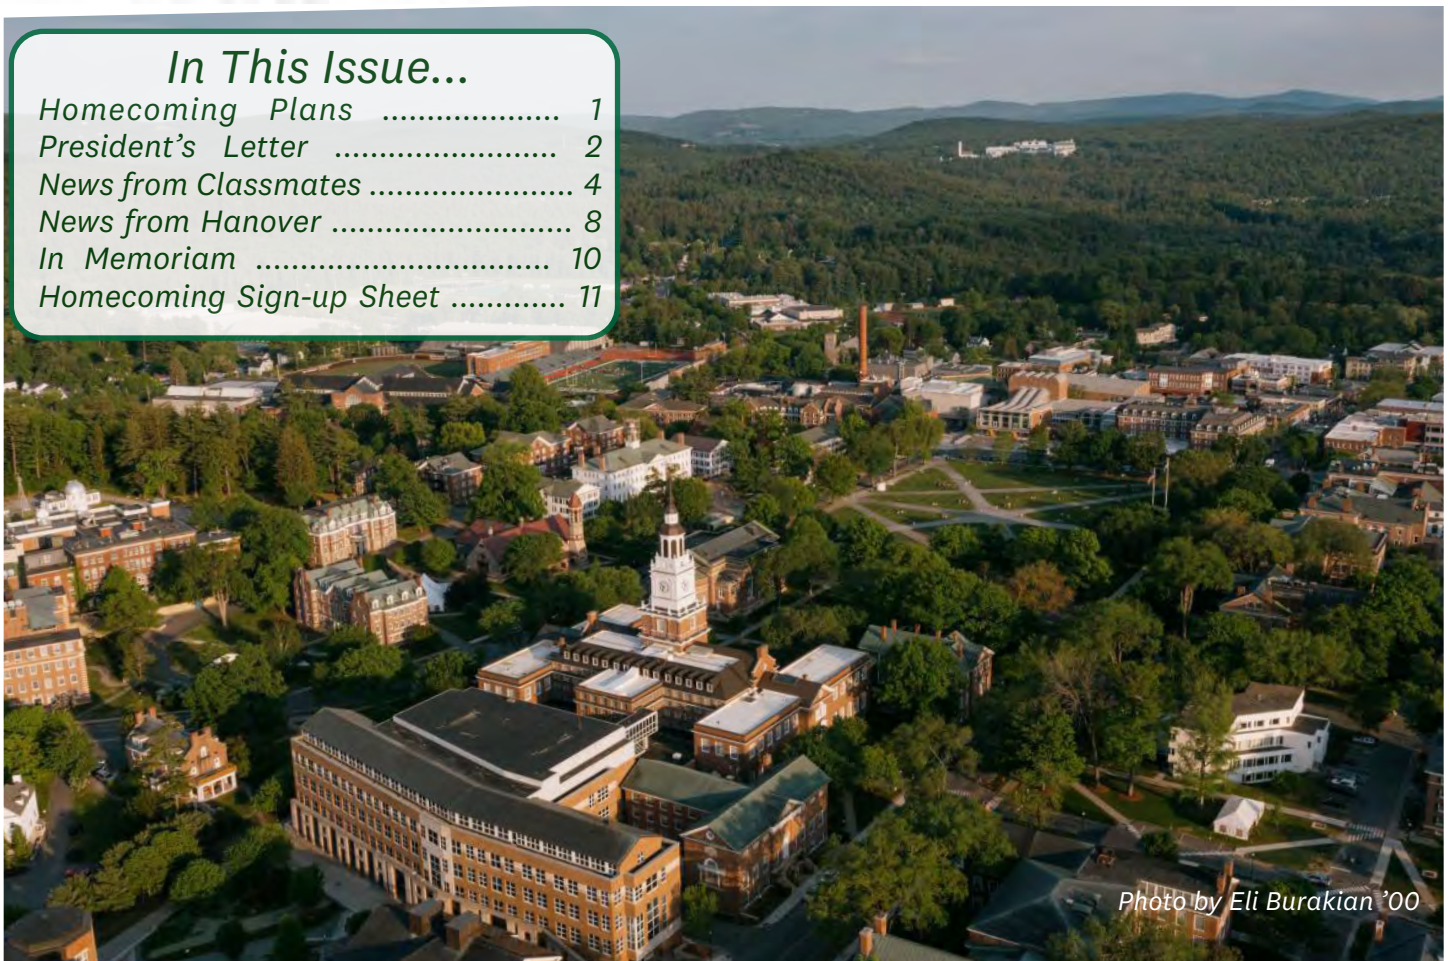 In This Issue...
Homecoming Plans ................... 1
President’s Letter ........................ 2
News from Classmates ...................... 4
News from Hanover .......................... 8
In Memoriam ................................ 10
Homecoming Sign-up Sheet ............. 11
Photo by Eli Burakian ’00